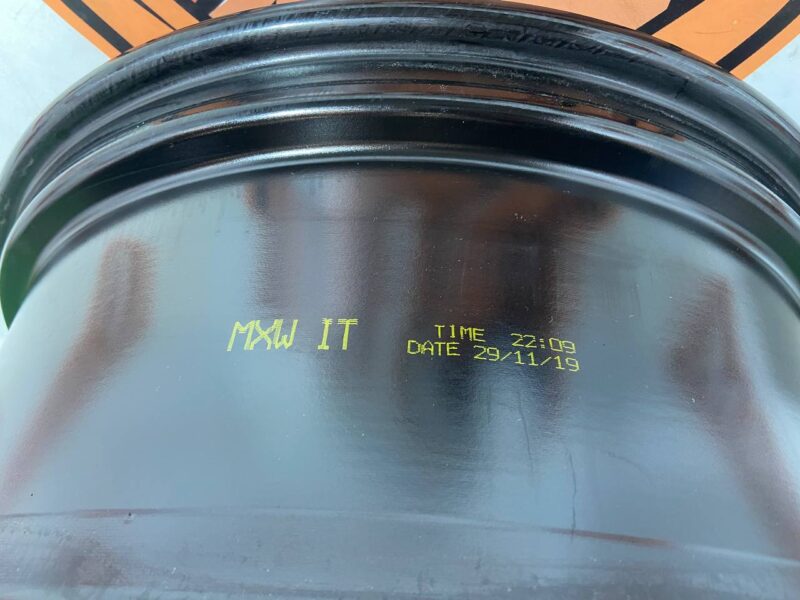 MXW IT
TIME 22:09
DATE 29/11/19